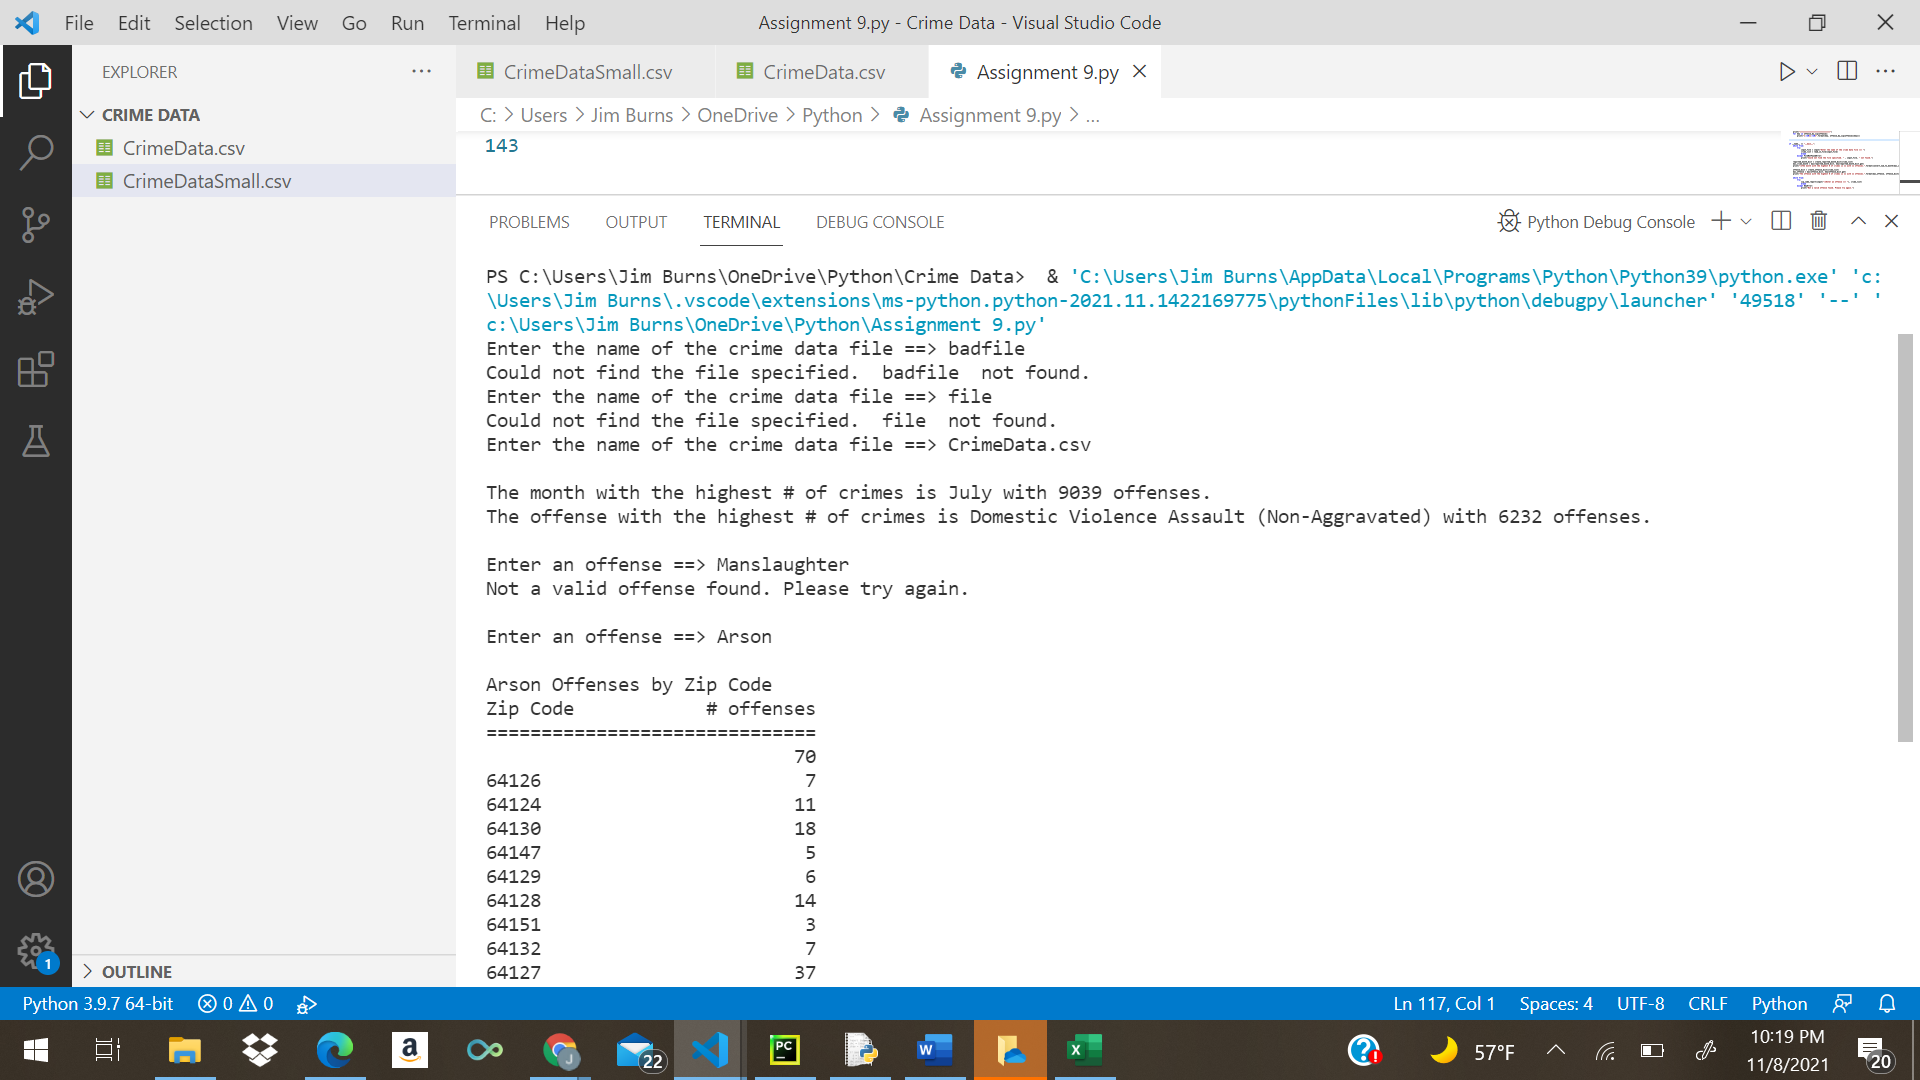 File Edit Selection View Go Run Terminal Help
Assignment 9.py - Crime Data - Visual Studio Code
EXPLORER
CrimeDataSmall.csv
CrimeData.csv
Assignment 9.py
CRIME DATA
CrimeData.csv
CrimeDataSmall.csv
C: > Users > Jim Burns > OneDrive > Python > Assignment 9.py > ...
143
PROBLEMS OUTPUT TERMINAL DEBUG CONSOLE
Python Debug Console
PS C:\Users\Jim Burns\OneDrive\Python\Crime Data>  & 'C:\Users\Jim Burns\AppData\Local\Programs\Python\Python39\python.exe' 'c:
\Users\Jim Burns\.vscode\extensions\ms-python.python-2021.11.1422169775\pythonFiles\lib\python\debugpy\launcher' '49518' '--' '
c:\Users\Jim Burns\OneDrive\Python\Assignment 9.py'
Enter the name of the crime data file ==> badfile
Could not find the file specified.  badfile  not found.
Enter the name of the crime data file ==> file
Could not find the file specified.  file  not found.
Enter the name of the crime data file ==> CrimeData.csv
The month with the highest # of crimes is July with 9039 offenses.
The offense with the highest # of crimes is Domestic Violence Assault (Non-Aggravated) with 6232 offenses.
Enter an offense ==> Manslaughter
Not a valid offense found. Please try again.
Enter an offense ==> Arson
Arson Offenses by Zip Code
Zip Code            # offenses
==============================
70
64126 7
64124 11
64130 18
64147 5
64129 6
64128 14
64151 3
64132 7
64127 37
1
OUTLINE
Python 3.9.7 64-bit 0 0
Ln 117, Col 1 Spaces: 4 UTF-8 CRLF Python
22
PC
57°F
10:19 PM
11/8/2021
20